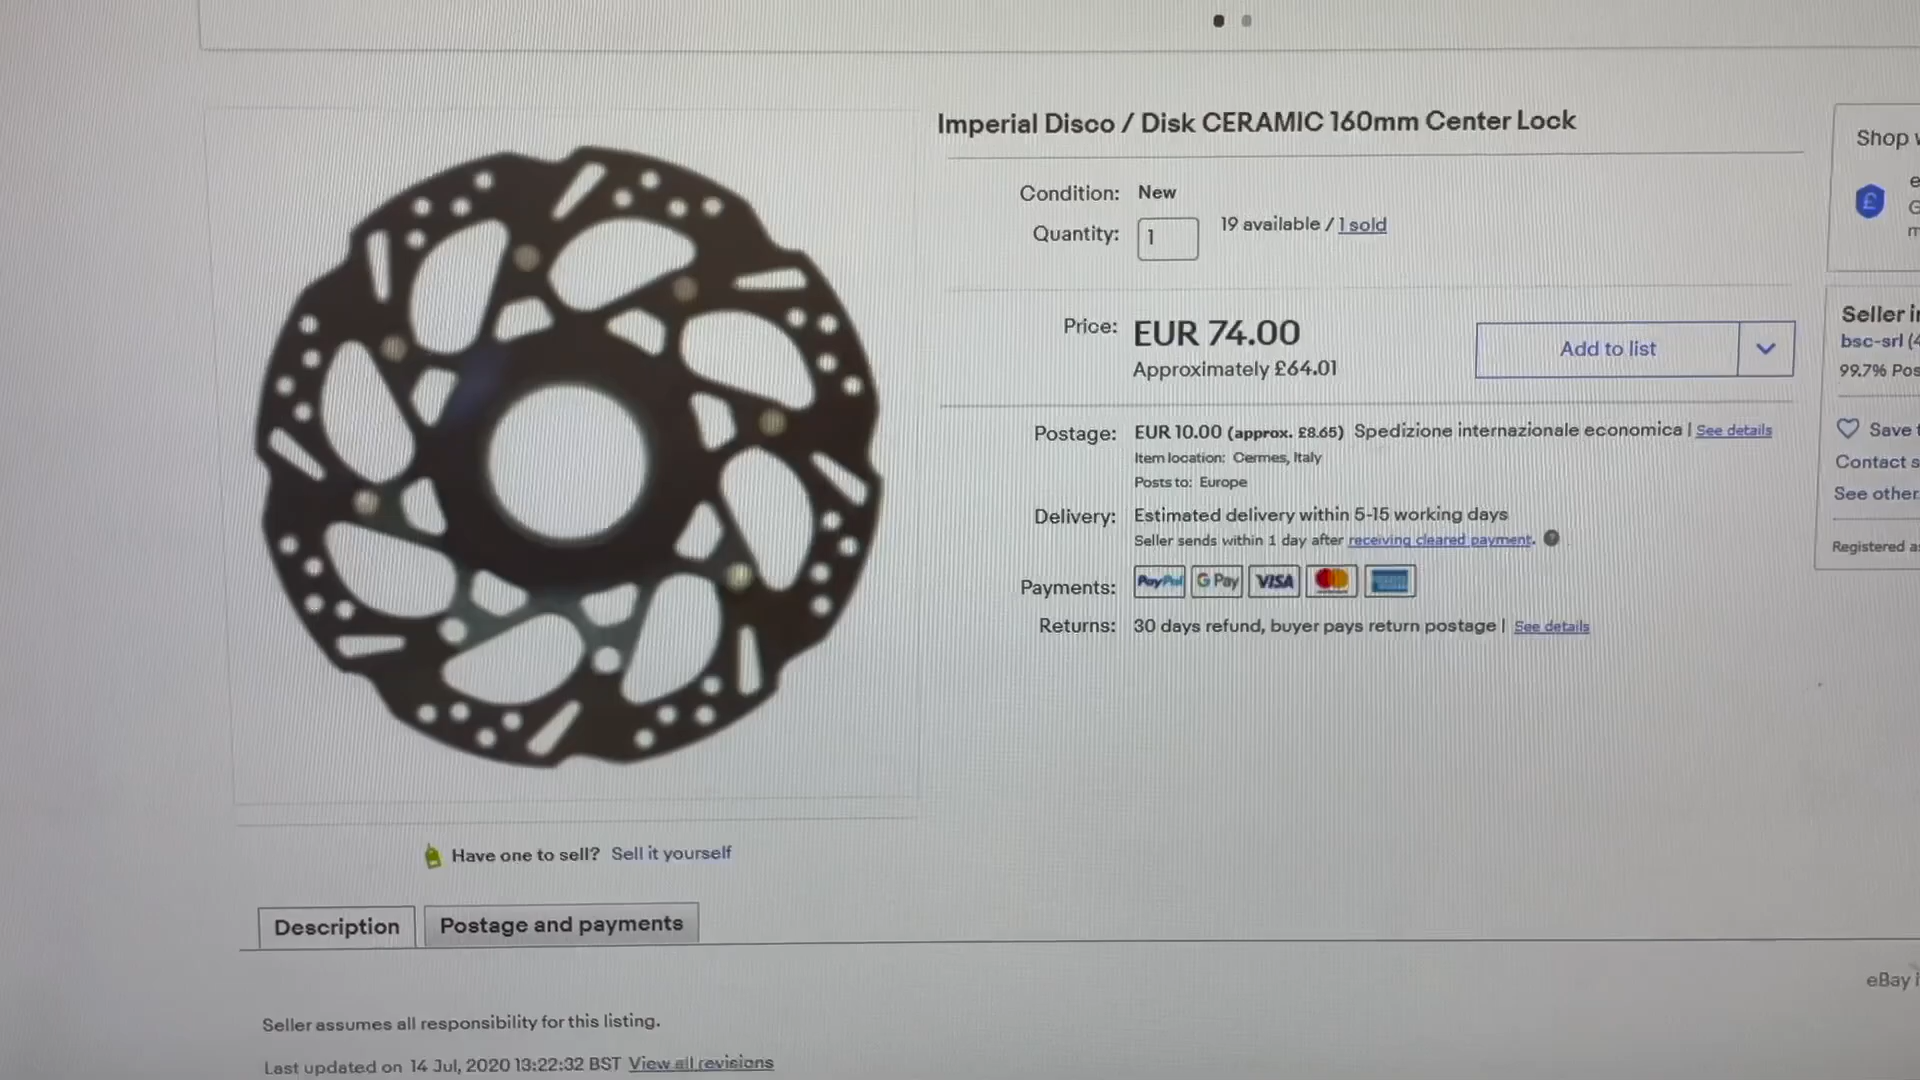 Imperial Disco / Disk CERAMIC 160mm Center Lock
Condition: New
Quantity: 1 19 available / 1 sold
Price: EUR 74.00
Approximately £64.01
Add to list
Postage: EUR 10.00 (approx. £8.65) Spedizione internazionale economica | See details
Item location: Cermes, Italy
Posts to: Europe
Delivery: Estimated delivery within 5-15 working days
Seller sends within 1 day after receiving cleared payment. ?
Payments: PayPal G Pay VISA
Returns: 30 days refund, buyer pays return postage | See details
Shop
£
Seller
bsc-srl (4
99.7% Pos
Save
Contact s
See other
Registered
Have one to sell? Sell it yourself
Description
Postage and payments
eBay
Seller assumes all responsibility for this listing.
Last updated on 14 Jul, 2020 13:22:32 BST View all revisions